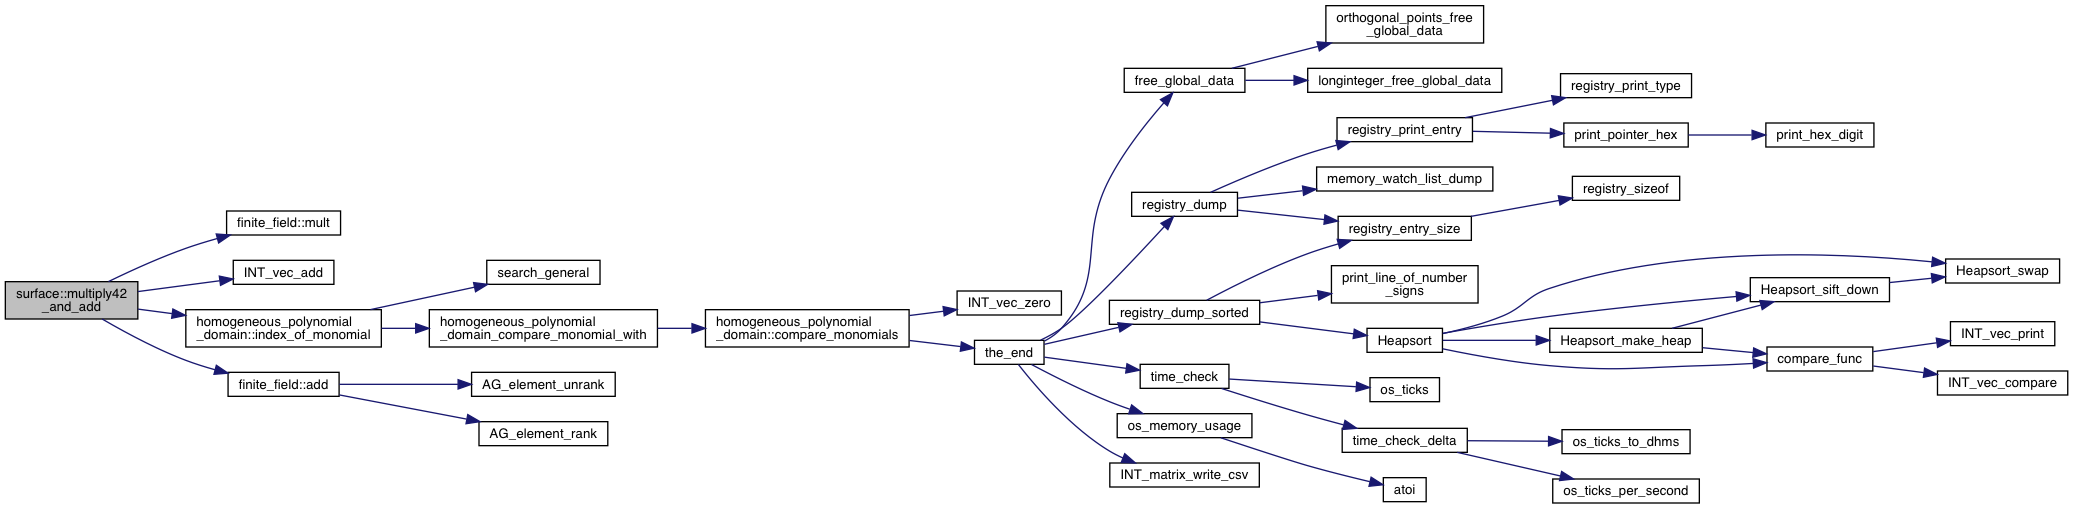 surface::multiply42
_and_add
finite_field::mult
INT_vec_add
homogeneous_polynomial
_domain::index_of_monomial
finite_field::add
search_general
homogeneous_polynomial
_domain_compare_monomial_with
AG_element_unrank
AG_element_rank
homogeneous_polynomial
_domain::compare_monomials
INT_vec_zero
the_end
free_global_data
registry_dump
registry_dump_sorted
time_check
os_memory_usage
INT_matrix_write_csv
orthogonal_points_free
_global_data
longinteger_free_global_data
registry_print_entry
memory_watch_list_dump
registry_entry_size
print_line_of_number
_signs
Heapsort
os_ticks
time_check_delta
atoi
registry_print_type
print_pointer_hex
registry_sizeof
Heapsort_make_heap
os_ticks_to_dhms
os_ticks_per_second
print_hex_digit
Heapsort_sift_down
compare_func
Heapsort_swap
INT_vec_print
INT_vec_compare